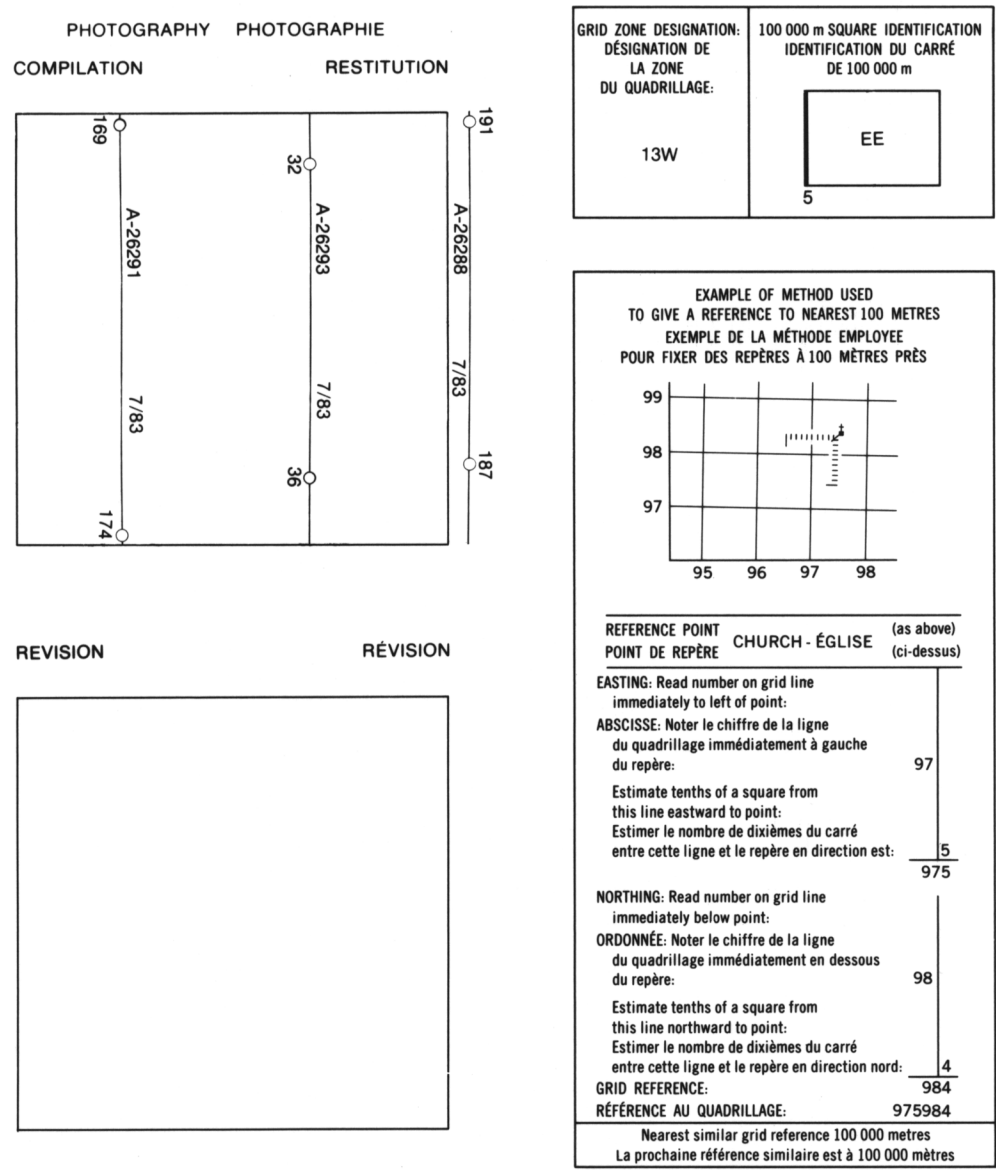 PHOTOGRAPHY PHOTOGRAPHIE
COMPILATION RESTITUTION
169
A-26291
7/83
174
32
A-26293
7/83
36
191
A-26288
7/83
187
REVISION RÉVISION
GRID ZONE DESIGNATION:
DÉSIGNATION DE
LA ZONE
DU QUADRILLAGE:
13W
100 000 m SQUARE IDENTIFICATION
IDENTIFICATION DU CARRÉ
DE 100 000 m
EE
5
EXAMPLE OF METHOD USED
TO GIVE A REFERENCE TO NEAREST 100 METRES
EXEMPLE DE LA MÉTHODE EMPLOYEE
POUR FIXER DES REPÈRES À 100 MÈTRES PRÈS
99
98
97
95 96 97 98
REFERENCE POINT
POINT DE REPÈRE
CHURCH - ÉGLISE
(as above)
(ci-dessus)
EASTING: Read number on grid line
immediately to left of point:
ABSCISSE: Noter le chiffre de la ligne
du quadrillage immédiatement à gauche
du repère: 97
Estimate tenths of a square from
this line eastward to point:
Estimer le nombre de dixièmes du carré
entre cette ligne et le repère en direction est: 5
975
NORTHING: Read number on grid line
immediately below point:
ORDONNÉE: Noter le chiffre de la ligne
du quadrillage immédiatement en dessous
du repère: 98
Estimate tenths of a square from
this line northward to point:
Estimer le nombre de dixièmes du carré
entre cette ligne et le repère en direction nord: 4
GRID REFERENCE: 984
RÉFÉRENCE AU QUADRILLAGE: 975984
Nearest similar grid reference 100 000 metres
La prochaine référence similaire est à 100 000 mètres